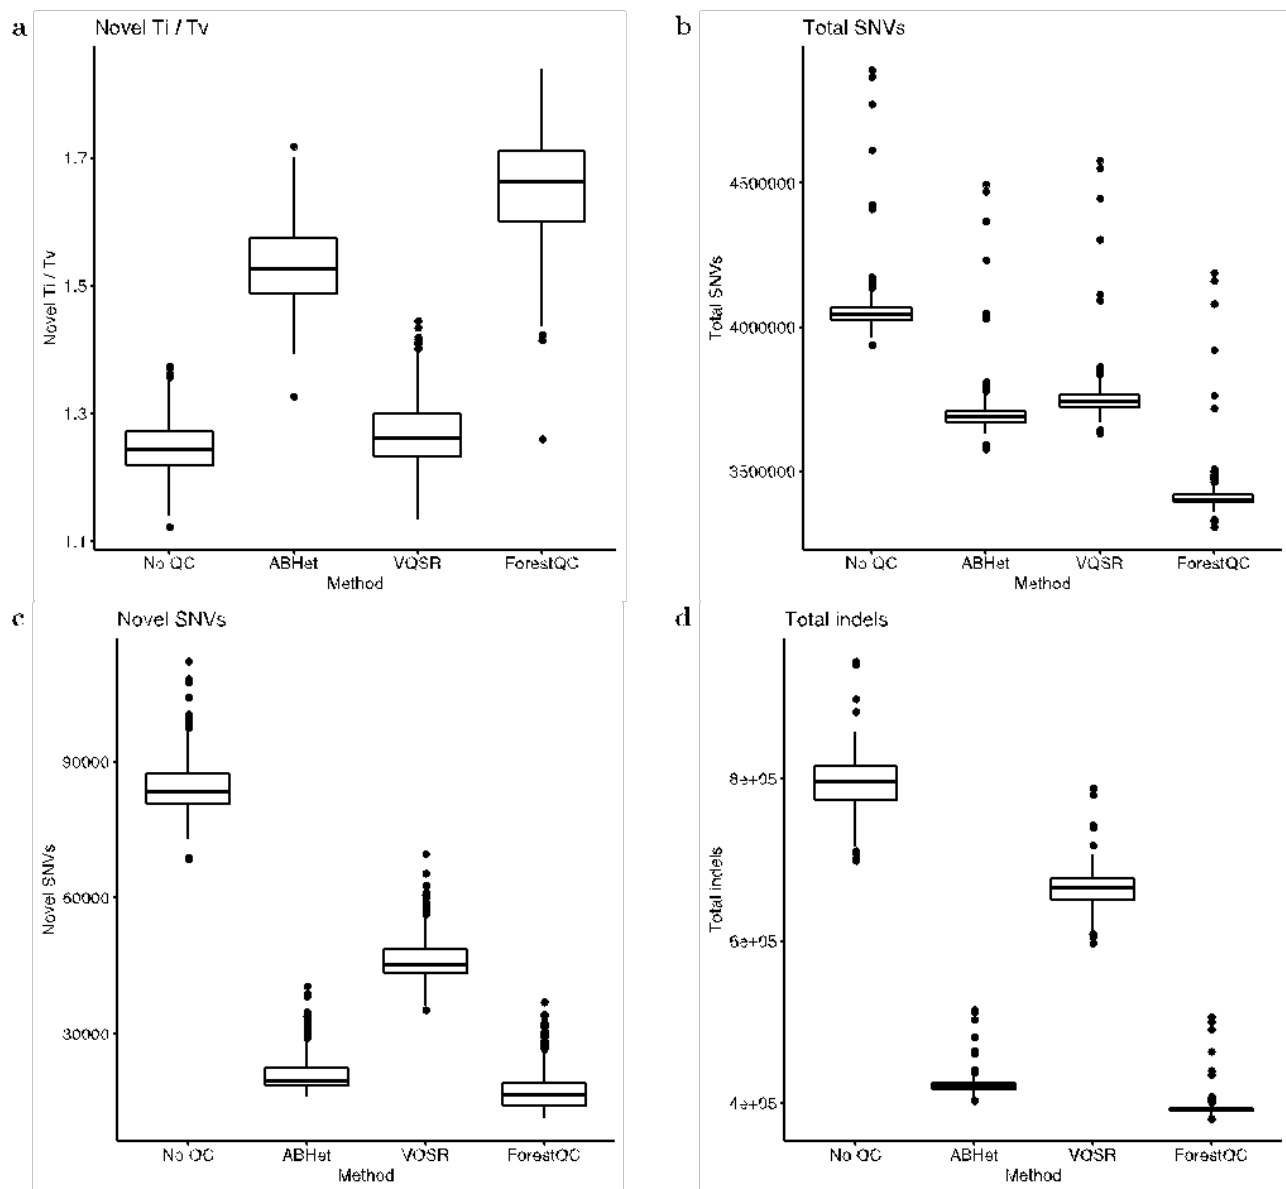 a
Novel Ti / Tv
Novel Ti / Tv
1.7
1.5
1.3
1.1
No QC ABHet VQSR ForestQC
Method
b
Total SNVs
Total SNVs
4500000
4000000
3500000
No QC ABHet VQSR ForestQC
Method
c
Novel SNVs
Novel SNVs
90000
60000
30000
No QC ABHet VQSR ForestQC
Method
d
Total indels
Total indels
8e+05
6e+05
4e+05
No QC ABHet VQSR ForestQC
Method